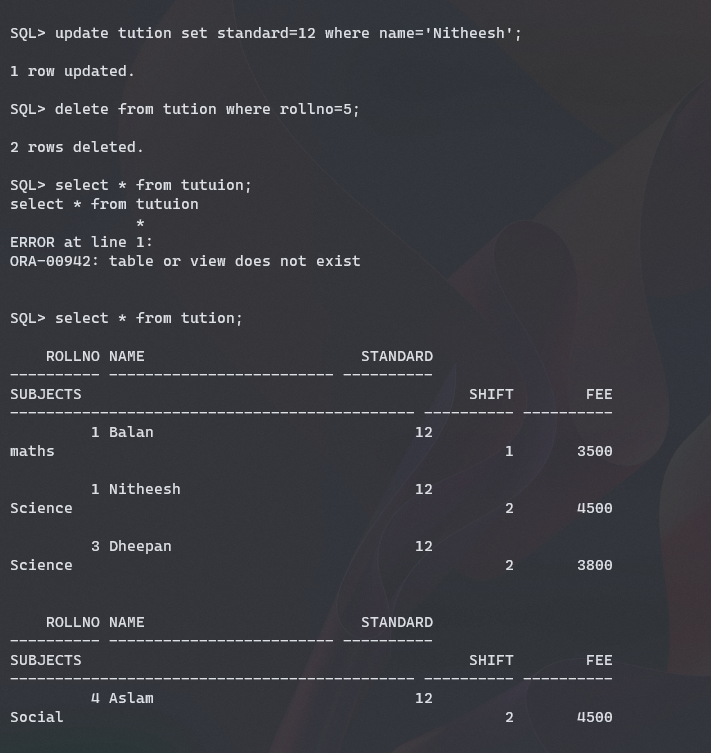 SQL> update tution set standard=12 where name='Nitheesh';
1 row updated.
SQL> delete from tution where rollno=5;
2 rows deleted.
SQL> select * from tutuion;
select * from tutuion
              *
ERROR at line 1:
ORA-00942: table or view does not exist
SQL> select * from tution;
    ROLLNO NAME                        STANDARD
---------- ------------------------- ----------
SUBJECTS                                           SHIFT        FEE
--------------------------------------------- ---------- ----------
         1 Balan                             12
maths                                                  1       3500
         1 Nitheesh                          12
Science                                                2       4500
         3 Dheepan                           12
Science                                                2       3800
    ROLLNO NAME                        STANDARD
---------- ------------------------- ----------
SUBJECTS                                           SHIFT        FEE
--------------------------------------------- ---------- ----------
         4 Aslam                             12
Social                                                 2       4500